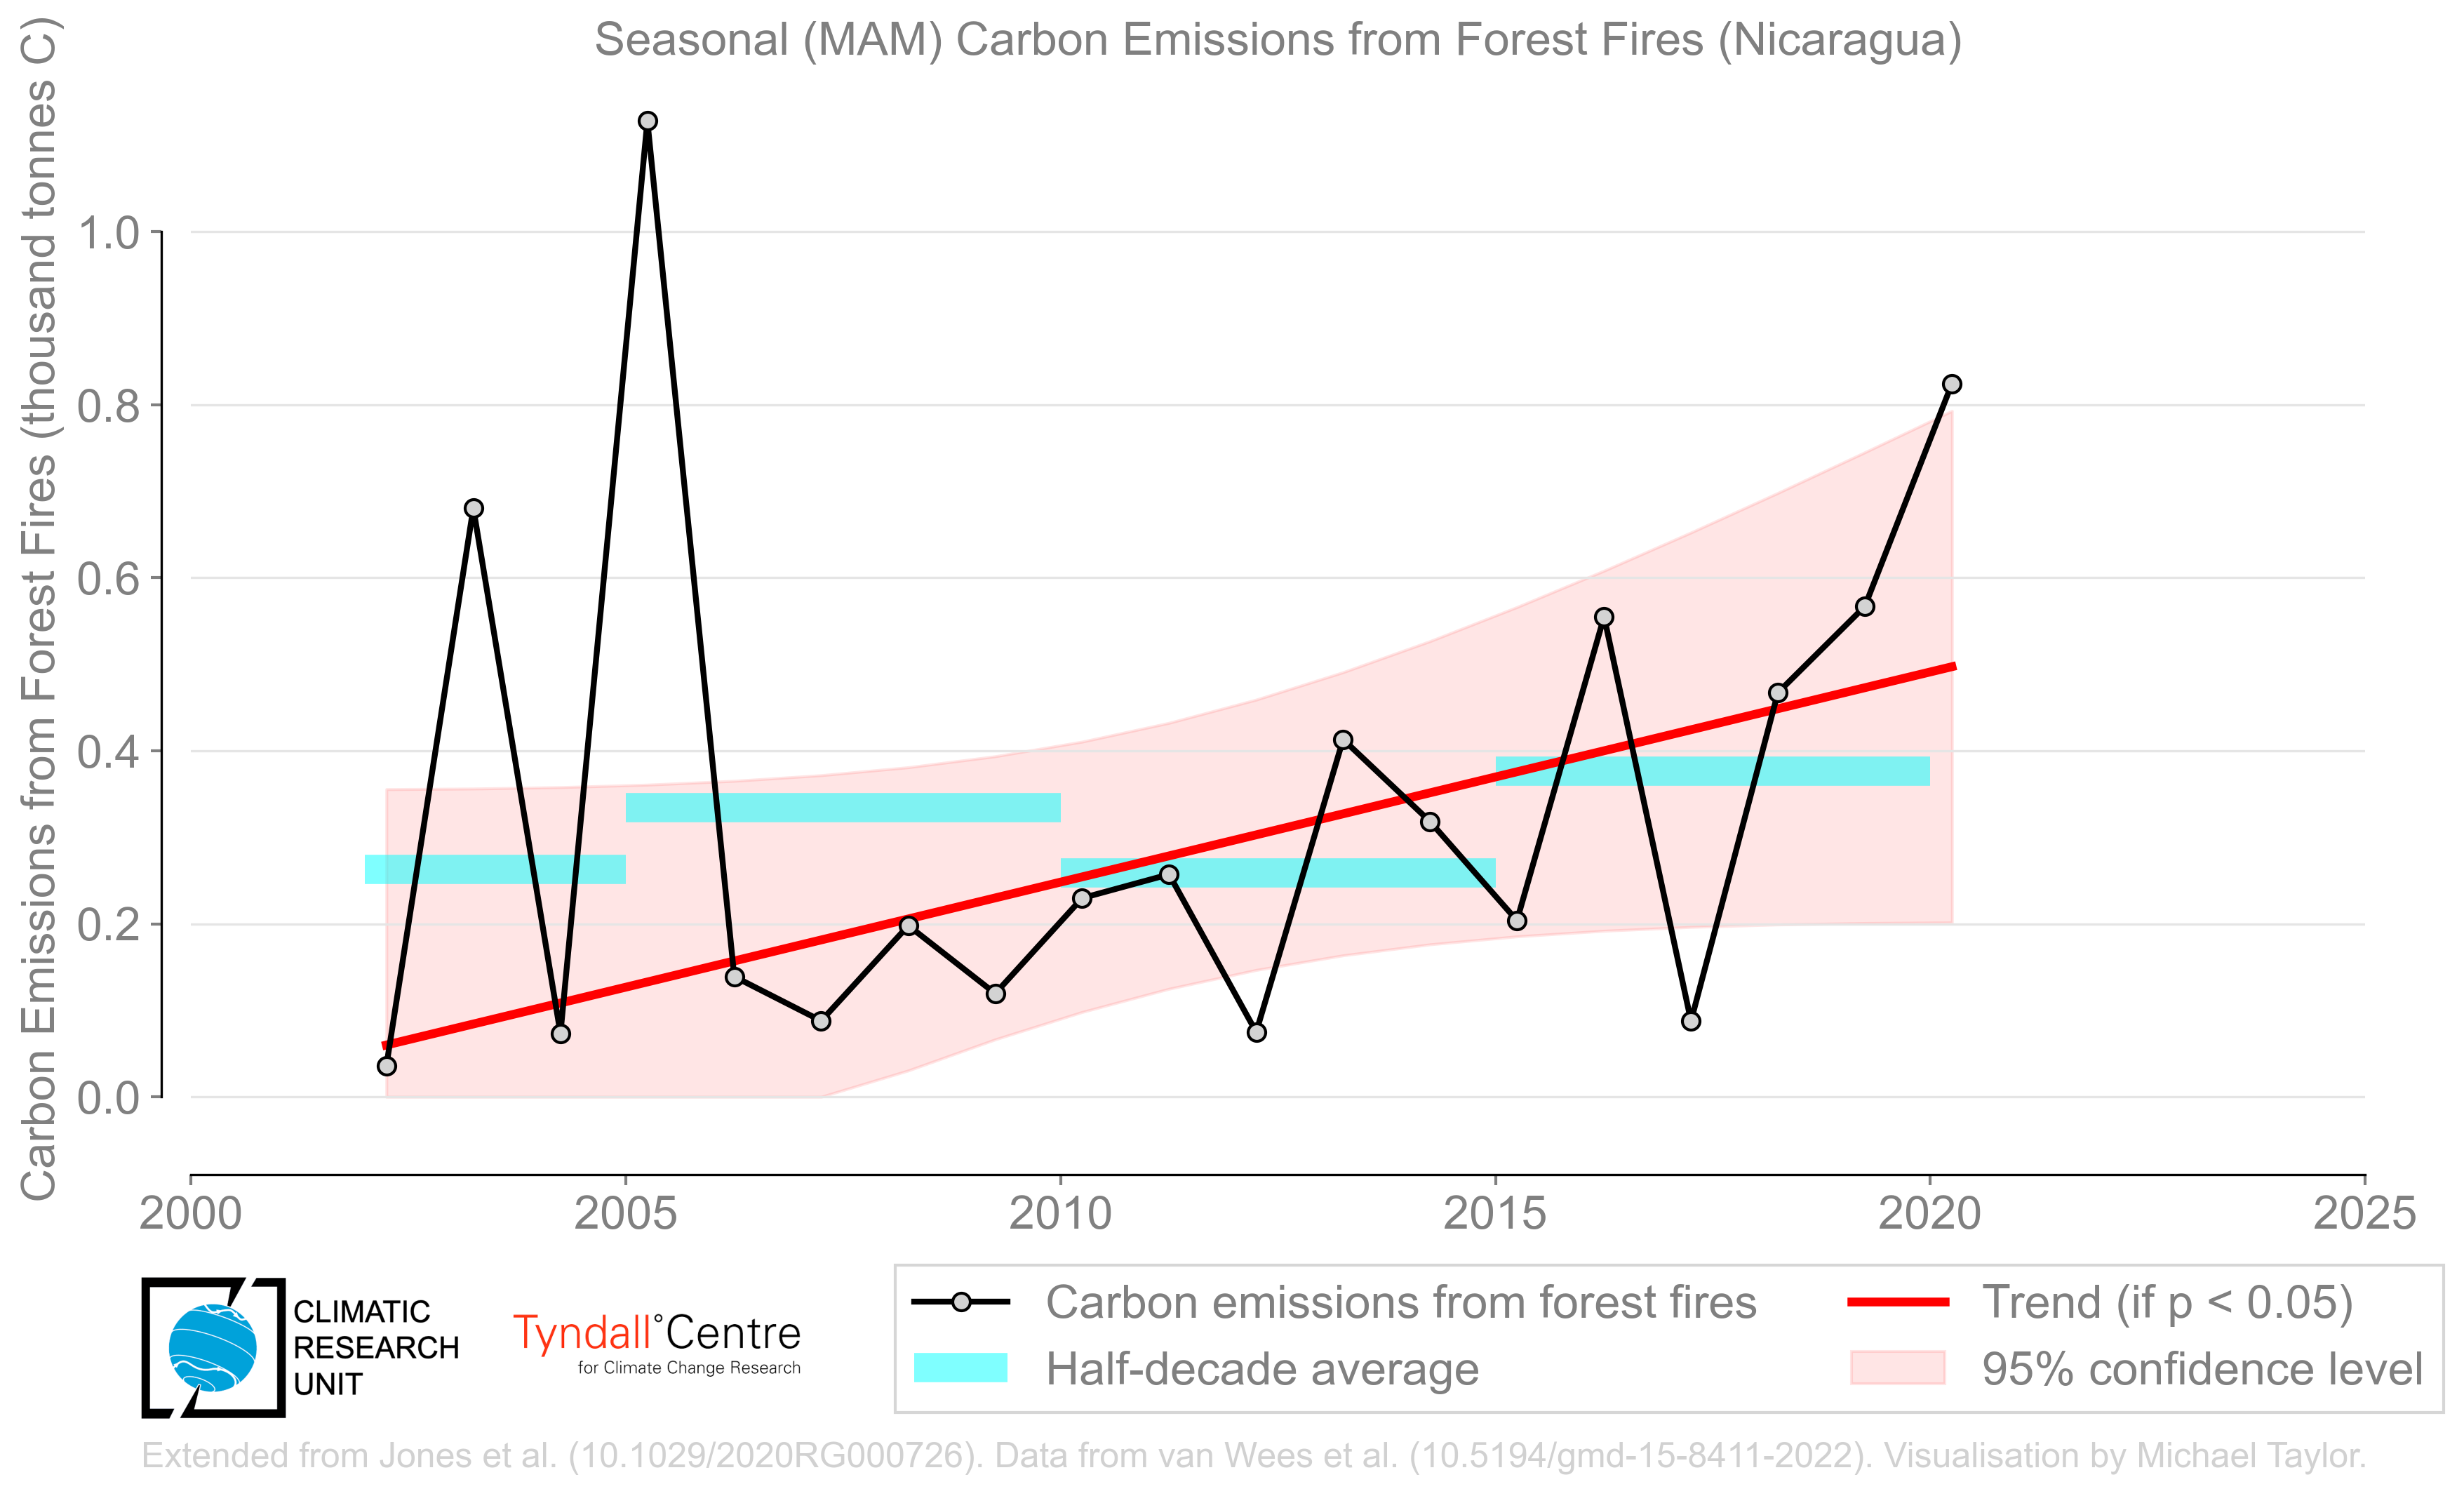 Seasonal (MAM) Carbon Emissions from Forest Fires (Nicaragua)
Carbon Emissions from Forest Fires (thousand tonnes C)
1.0
0.8
0.6
0.4
0.2
0.0
2000 2005 2010 2015 2020 2025
CLIMATIC
RESEARCH
UNIT
Tyndall°Centre
for Climate Change Research
Carbon emissions from forest fires
Half-decade average
Trend (if p < 0.05)
95% confidence level
Extended from Jones et al. (10.1029/2020RG000726). Data from van Wees et al. (10.5194/gmd-15-8411-2022). Visualisation by Michael Taylor.